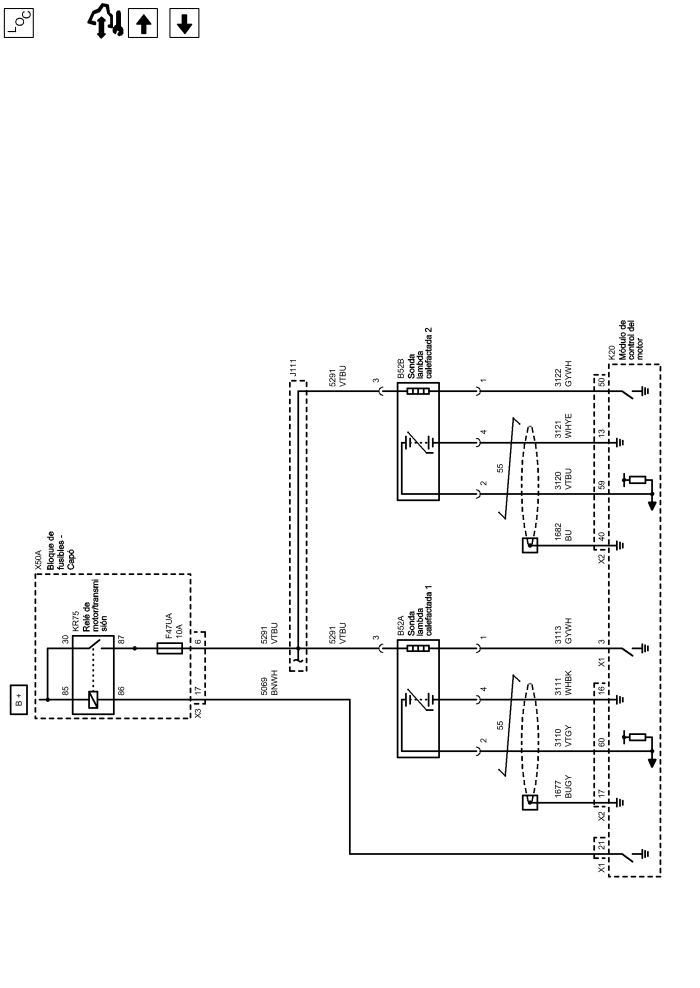 LOC
B +
X50A
Bloque de
fusibles -
Capó
KR75
Relé de
motor/transmi
sión
85
86
30
87
F47UA
10A
X3
17
6
5069
BNWH
5291
VTBU
J111
5291
VTBU
5291
VTBU
3
3
B52A
Sonda
lambda
calefactada 1
B52B
Sonda
lambda
calefactada 2
2
4
1
2
4
1
55
55
1677
BUGY
3110
VTGY
3111
WHBK
3113
GYWH
1682
BU
3120
VTBU
3121
WHYE
3122
GYWH
X1
21
X2
17
60
16
X1
3
X2
40
59
13
50
K20
Módulo de
control del
motor